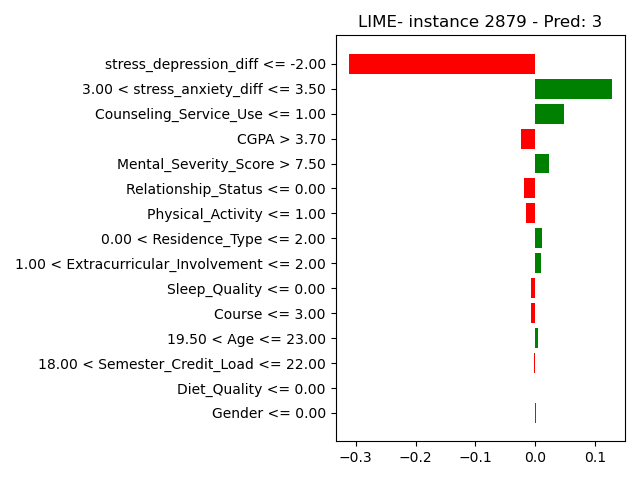 LIME- instance 2879 - Pred: 3
stress_depression_diff <= -2.00
3.00 < stress_anxiety_diff <= 3.50
Counseling_Service_Use <= 1.00
CGPA > 3.70
Mental_Severity_Score > 7.50
Relationship_Status <= 0.00
Physical_Activity <= 1.00
0.00 < Residence_Type <= 2.00
1.00 < Extracurricular_Involvement <= 2.00
Sleep_Quality <= 0.00
Course <= 3.00
19.50 < Age <= 23.00
18.00 < Semester_Credit_Load <= 22.00
Diet_Quality <= 0.00
Gender <= 0.00
−0.3 −0.2 −0.1 0.0 0.1